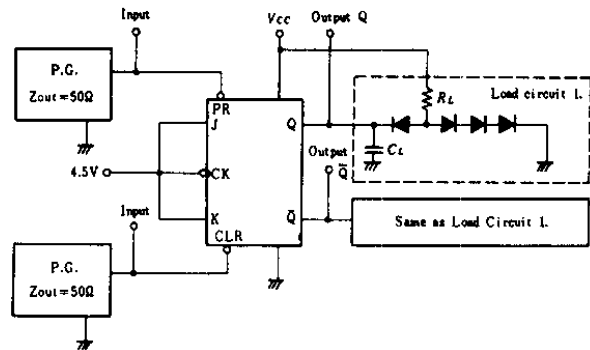 Input
Vcc
Output Q
P.G.
Zout=50Ω
PR
J
Q
RL
Load circuit 1.
CL
4.5V
CK
Output
Q̄
Input
K
Q̄
CLR
Same as Load Circuit 1.
P.G.
Zout=50Ω